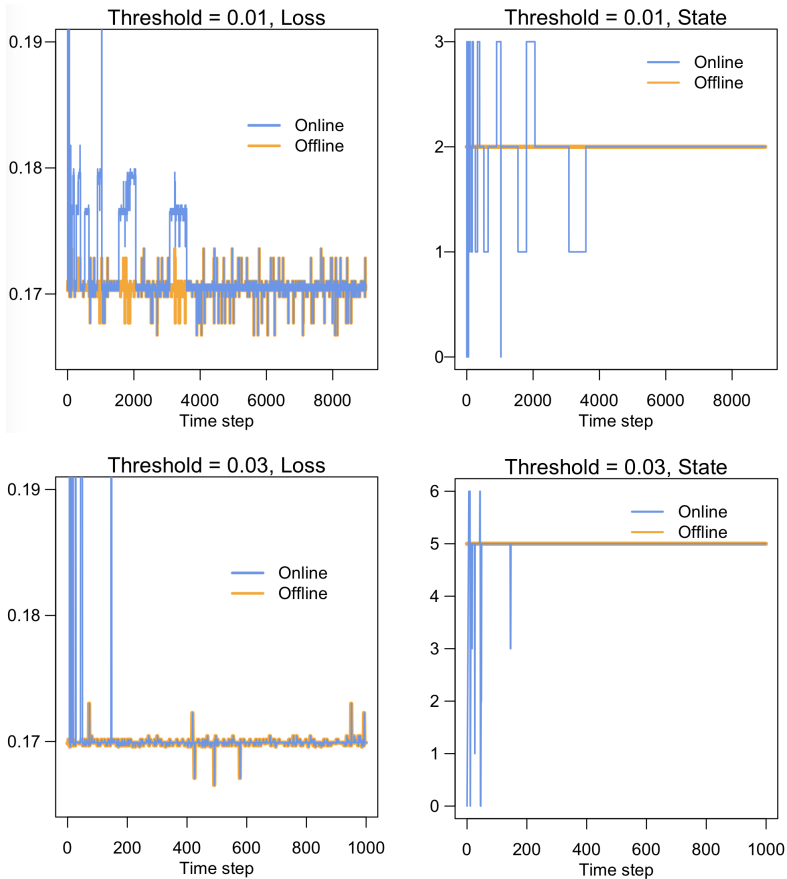 Threshold = 0.01, Loss
0.19
0.18
0.17
Online
Offline
0 2000 4000 6000 8000
Time step
Threshold = 0.01, State
3
2
1
0
Online
Offline
0 2000 4000 6000 8000
Time step
Threshold = 0.03, Loss
0.19
0.18
0.17
Online
Offline
0 200 400 600 800 1000
Time step
Threshold = 0.03, State
6
5
4
3
2
1
0
Online
Offline
0 200 400 600 800 1000
Time step